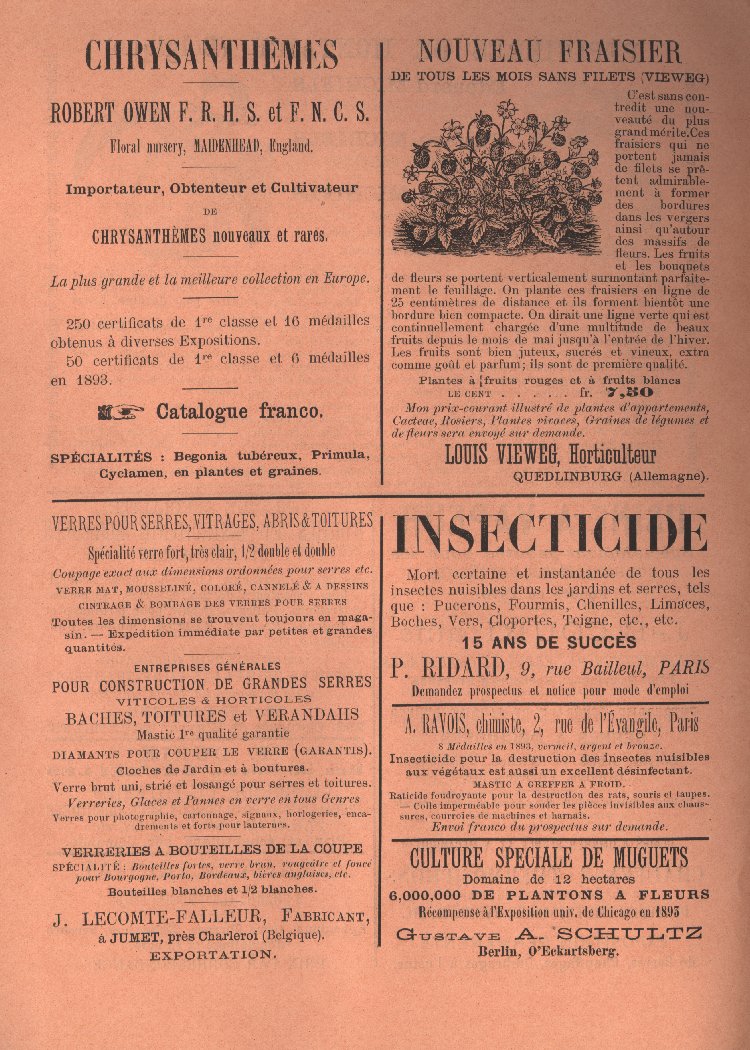 CHRYSANTHÈMES
ROBERT OWEN F. R. H. S. et F. N. C. S.
Floral nursery, MAIDENHEAD, England.
Importateur, Obtenteur et Cultivateur
DE
CHRYSANTHÈMES nouveaux et rares.
La plus grande et la meilleure collection en Europe.
250 certificats de 1re classe et 16 médailles
obtenus à diverses Expositions.
50 certificats de 1re classe et 6 médailles
en 1893.
Catalogue franco.
SPÉCIALITÉS : Begonia tubéreux, Primula,
Cyclamen, en plantes et graines.
NOUVEAU FRAISIER
DE TOUS LES MOIS SANS FILETS (VIEWEG)
C'est sans con-
tredit une nou-
veauté du plus
grand mérite. Ces
fraisiers qui ne
portent jamais
de filets se prê-
tent admirable-
ment à former
des bordures
dans les vergers
ainsi qu'autour
des massifs de
fleurs. Les fruits
et les bouquets
de fleurs se portent verticalement surmontant parfaite-
ment le feuillage. On plante ces fraisiers en ligne de
25 centimètres de distance et ils forment bientôt une
bordure bien compacte. On dirait une ligne verte qui est
continuellement chargée d'une multitude de beaux
fruits depuis le mois de mai jusqu'à l'entrée de l'hiver.
Les fruits sont bien juteux, sucrés et vineux, extra
comme goût et parfum; ils sont de première qualité.
Plantes à fruits rouges et à fruits blancs
LE CENT . . . . . . fr. 7,50
Mon prix-courant illustré de plantes d'appartements,
Cacteae, Rosiers, Plantes vivaces, Graines de légumes et
de fleurs sera envoyé sur demande.
LOUIS VIEWEG, Horticulteur
QUEDLINBURG (Allemagne).
VERRES POUR SERRES, VITRAGES, ABRIS & TOITURES
Spécialité verre fort, très clair, 1/2 double et double
Coupage exact aux dimensions ordonnées pour serres etc.
VERRE MAT, MOUSSELINÉ, COLORÉ, CANNELÉ & A DESSINS
CINTRAGE & BOMBAGE DES VERRES POUR SERRES
Toutes les dimensions se trouvent toujours en maga-
sin. — Expédition immédiate par petites et grandes
quantités.
ENTREPRISES GÉNÉRALES
POUR CONSTRUCTION DE GRANDES SERRES
VITICOLES & HORTICOLES
BACHES, TOITURES et VERANDAHS
Mastic 1re qualité garantie
DIAMANTS POUR COUPER LE VERRE (GARANTIS).
Cloches de Jardin et à boutures.
Verre brut uni, strié et losangé pour serres et toitures.
Verreries, Glaces et Pannes en verre en tous Genres
Verres pour photographie, cartonnage, signaux, horlogeries, enca-
drements et forts pour lanternes.
VERRERIES A BOUTEILLES DE LA COUPE
SPÉCIALITÉ : Bouteilles fortes, verre brun, rougeâtre et foncé
pour Bourgogne, Porto, Bordeaux, bières anglaises, etc.
Bouteilles blanches et 1/2 blanches.
J. LECOMTE-FALLEUR, FABRICANT,
à JUMET, près Charleroi (Belgique).
EXPORTATION.
INSECTICIDE
Mort certaine et instantanée de tous les
insectes nuisibles dans les jardins et serres, tels
que : Pucerons, Fourmis, Chenilles, Limaces,
Boches, Vers, Cloportes, Teigne, etc., etc.
15 ANS DE SUCCÈS
P. RIDARD, 9, rue Bailleul, PARIS
Demandez prospectus et notice pour mode d'emploi
A. RAVOIS, chimiste, 2, rue de l'Évangile, Paris
8 Médailles en 1893, vermeil, argent et bronze.
Insecticide pour la destruction des insectes nuisibles
aux végétaux est aussi un excellent désinfectant.
MASTIC A GREFFER A FROID.
Raticide foudroyante pour la destruction des rats, souris et taupes.
— Colle imperméable pour souder les pièces invisibles aux chaus-
sures, courroies de machines et harnais.
Envoi franco du prospectus sur demande.
CULTURE SPECIALE DE MUGUETS
Domaine de 12 hectares
6,000,000 DE PLANTONS A FLEURS
Récompense à l'Exposition univ. de Chicago en 1893
GUSTAVE A. SCHULTZ
Berlin, O'Eckartsberg.